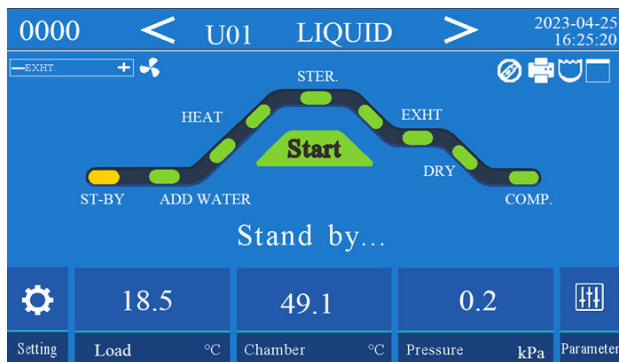 0000 < U01 LIQUID > 2023-04-25
16:25:20
—EXHT. +
STER.
HEAT EXHT
Start
DRY
ST-BY ADD WATER COMP.
Stand by...
18.5 49.1 0.2
Setting Load °C Chamber °C Pressure kPa Parameter